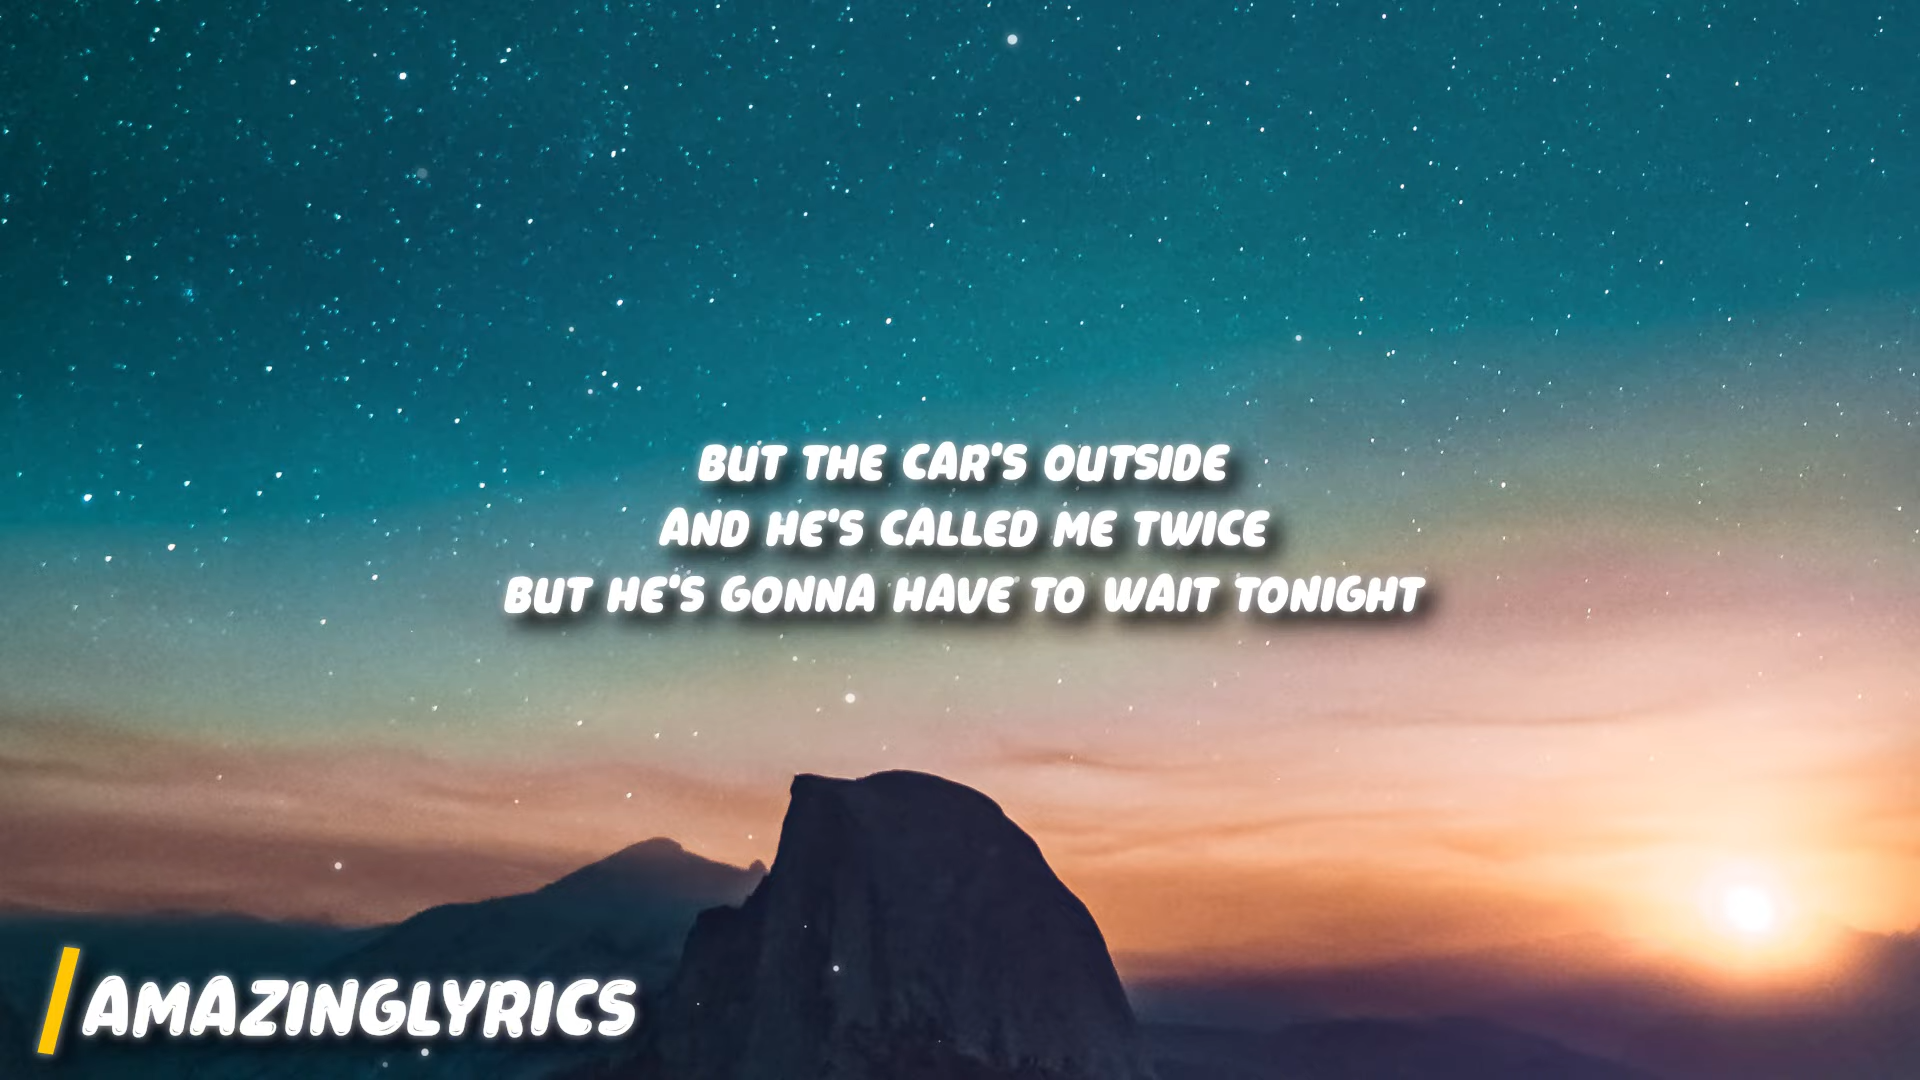 BUT THE CAR'S OUTSIDE
AND HE'S CALLED ME TWICE
BUT HE'S GONNA HAVE TO WAIT TONIGHT
AMAZINGLYRICS